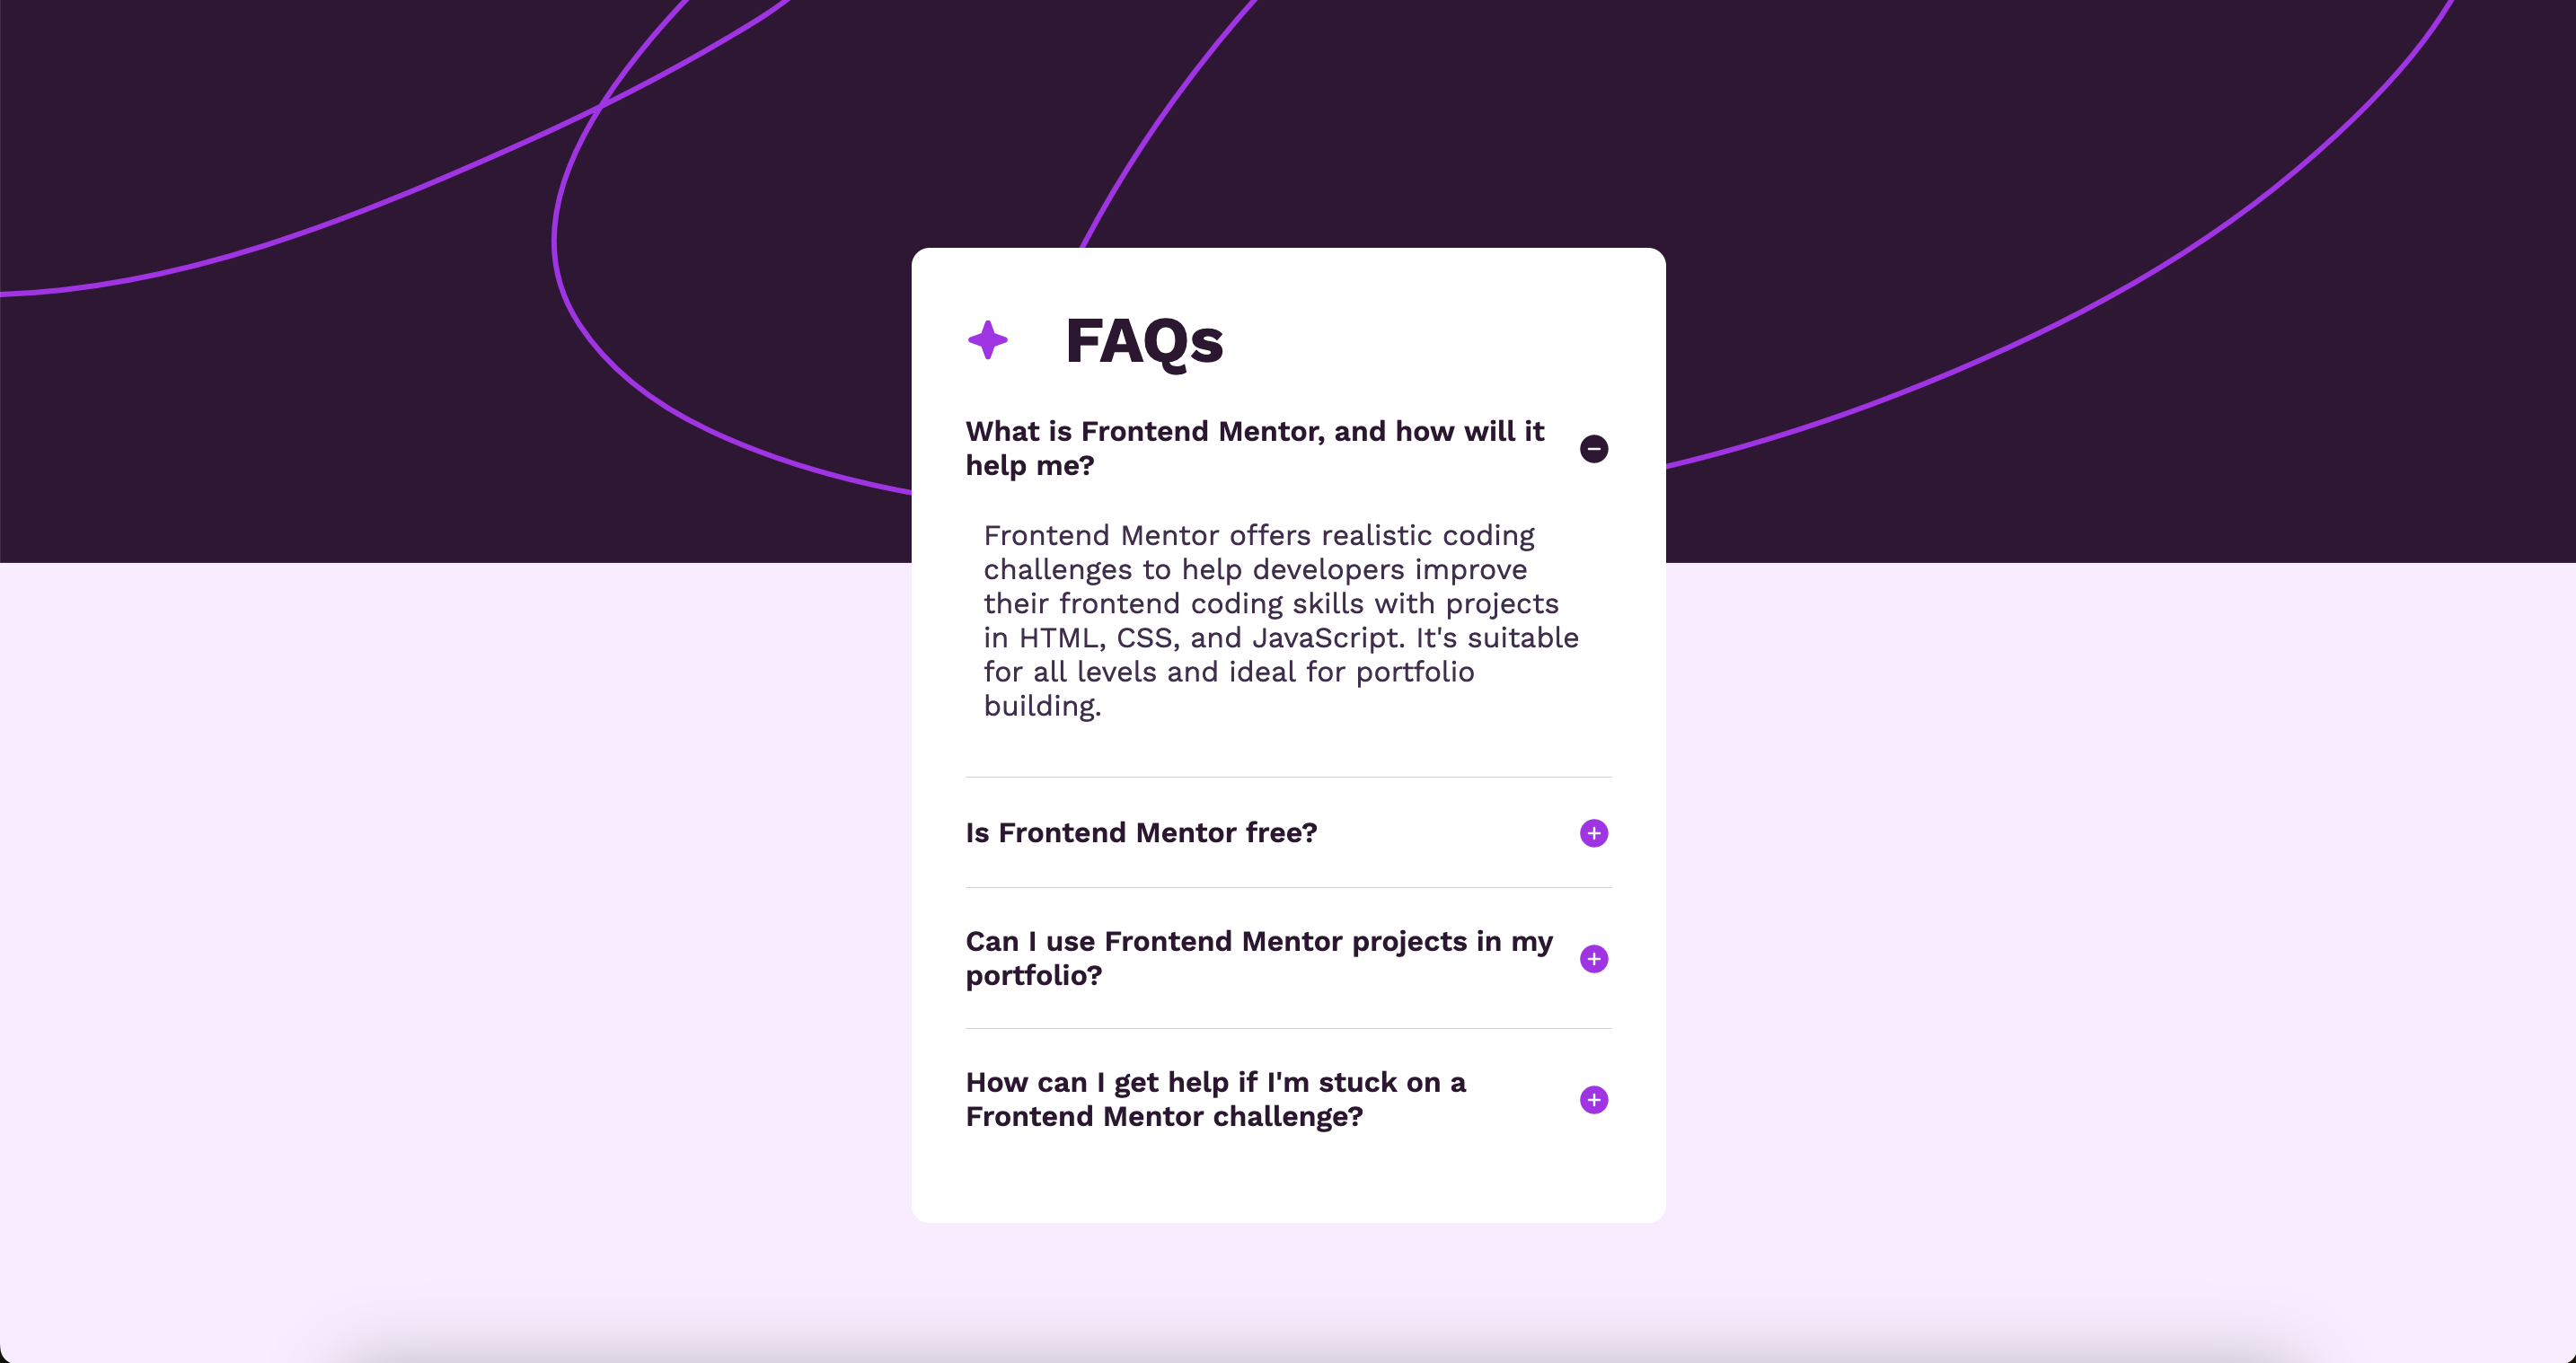 FAQs
What is Frontend Mentor, and how will it
help me?
Frontend Mentor offers realistic coding
challenges to help developers improve
their frontend coding skills with projects
in HTML, CSS, and JavaScript. It's suitable
for all levels and ideal for portfolio
building.
Is Frontend Mentor free?
Can I use Frontend Mentor projects in my
portfolio?
How can I get help if I'm stuck on a
Frontend Mentor challenge?